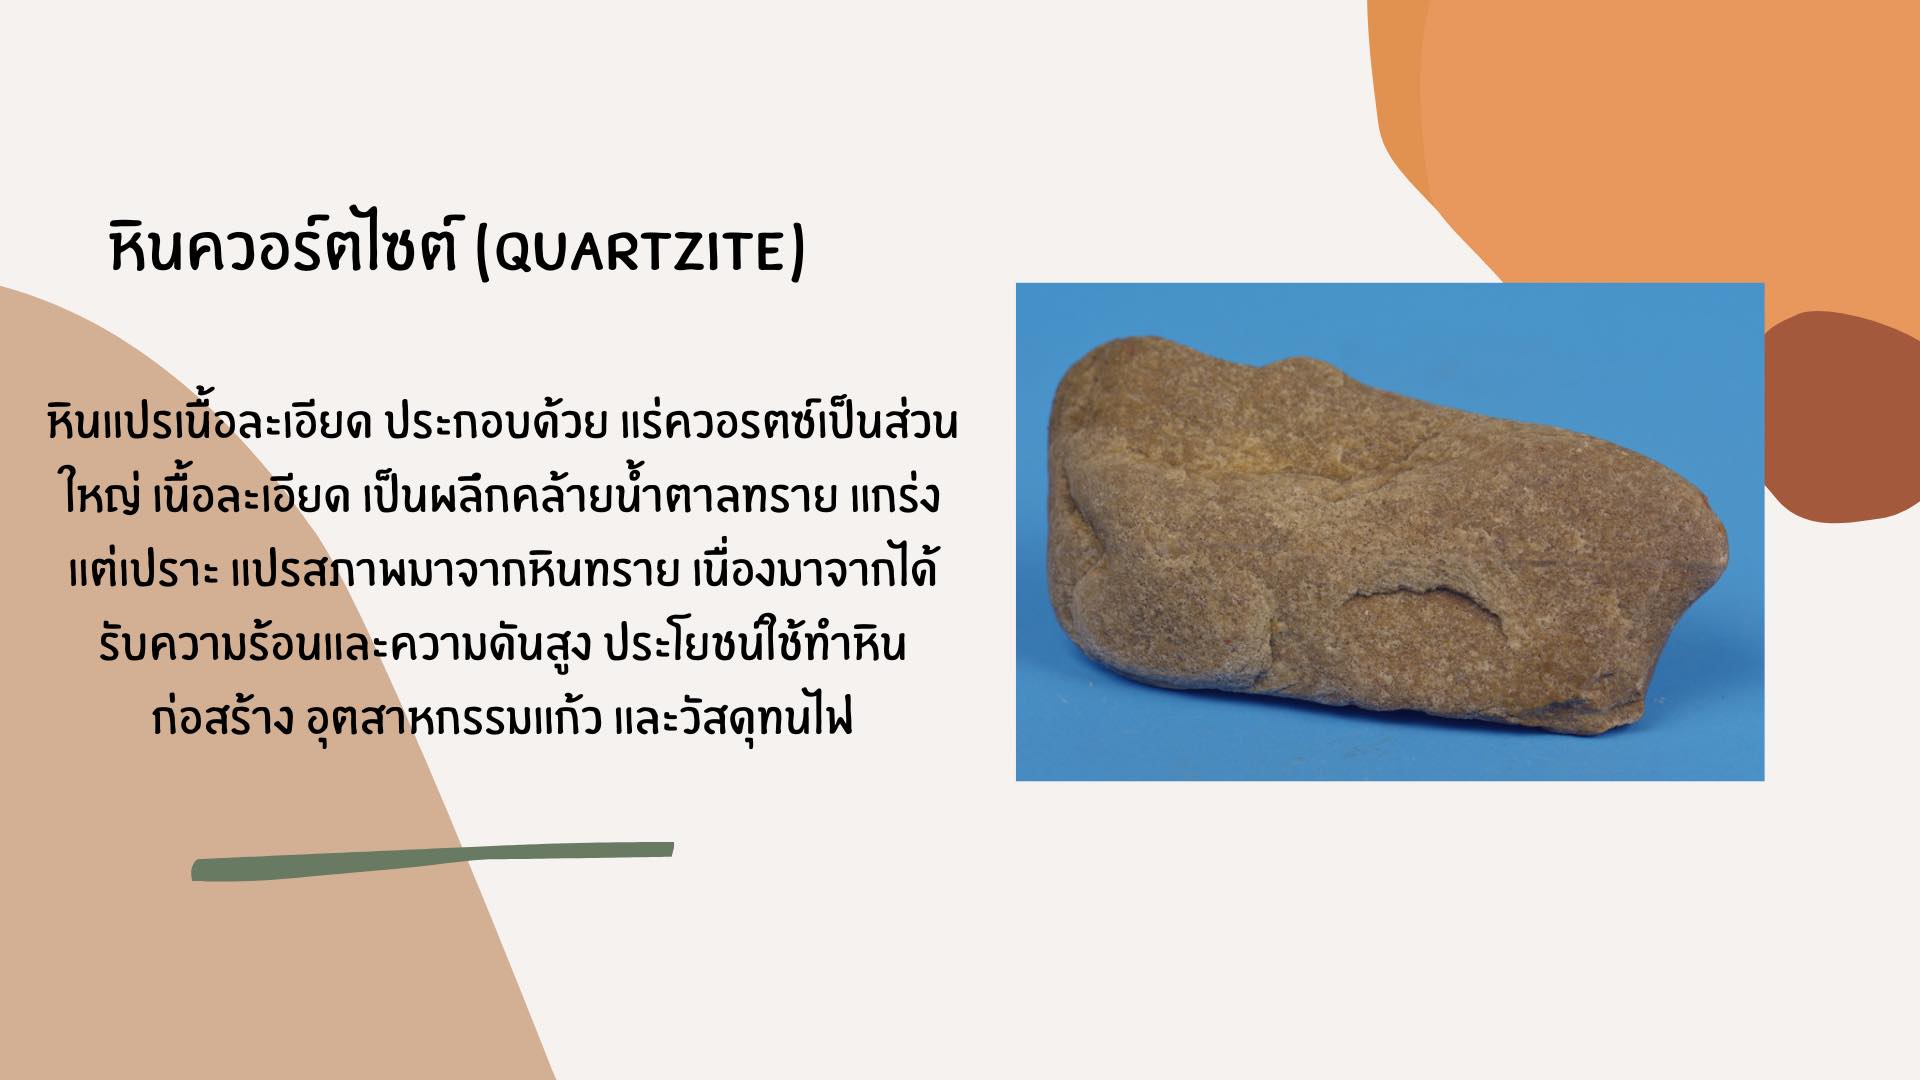 หินควอร์ตไซต์ (QUARTZITE)
หินแปรเนื้อละเอียด ประกอบด้วย แร่ควอรตซ์เป็นส่วน
ใหญ่ เนื้อละเอียด เป็นผลึกคล้ายน้ำตาลทราย แกร่ง
แต่เปราะ แปรสภาพมาจากหินทราย เนื่องมาจากได้
รับความร้อนและความดันสูง ประโยชน์ใช้ทำหิน
ก่อสร้าง อุตสาหกรรมแก้ว และวัสดุทนไฟ